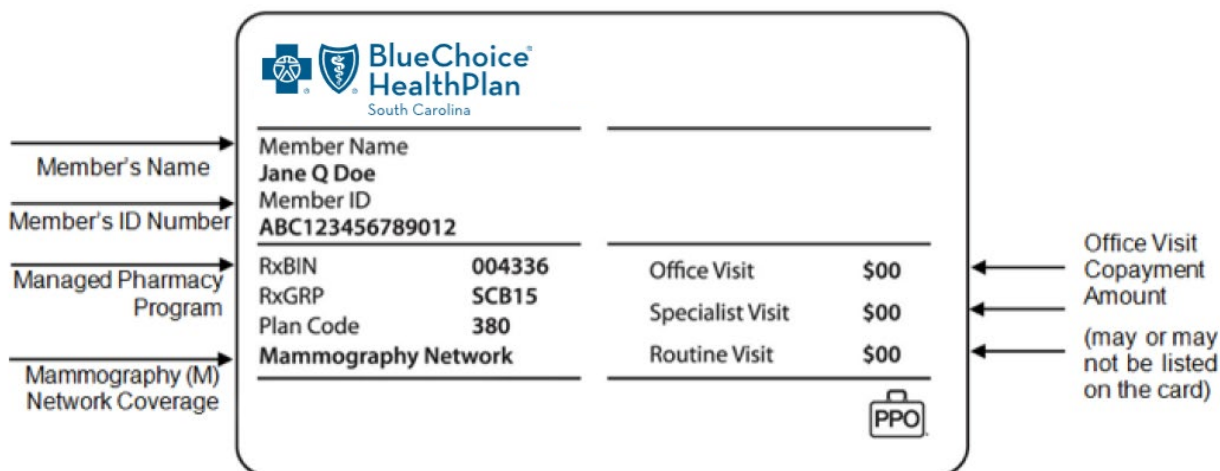 BlueChoice®
HealthPlan
South Carolina
Member's Name
Member's ID Number
Managed Pharmacy
Program
Mammography (M)
Network Coverage
Member Name
Jane Q Doe
Member ID
ABC123456789012
RxBIN 004336
RxGRP SCB15
Plan Code 380
Mammography Network
Office Visit $00
Specialist Visit $00
Routine Visit $00
PPO
Office Visit
Copayment
Amount
(may or may
not be listed
on the card)